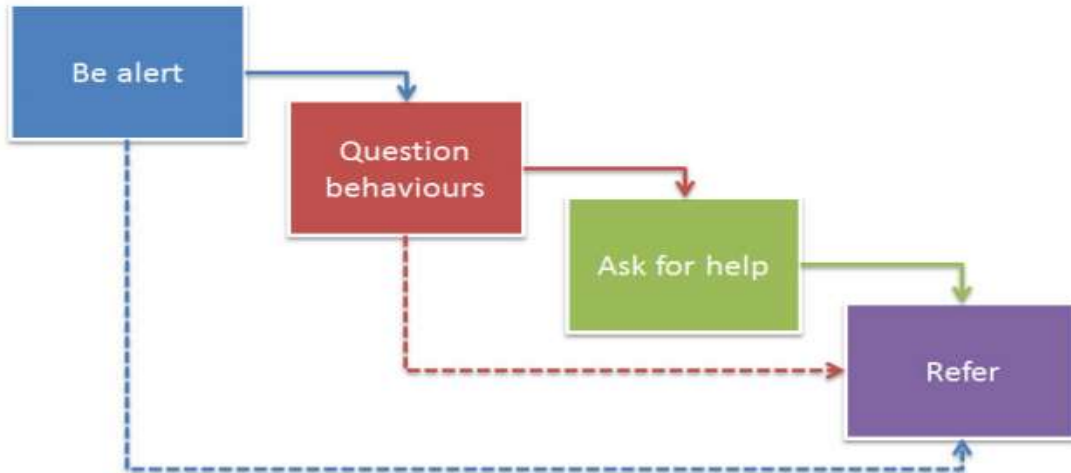 Be alert
Question
behaviours
Ask for help
Refer